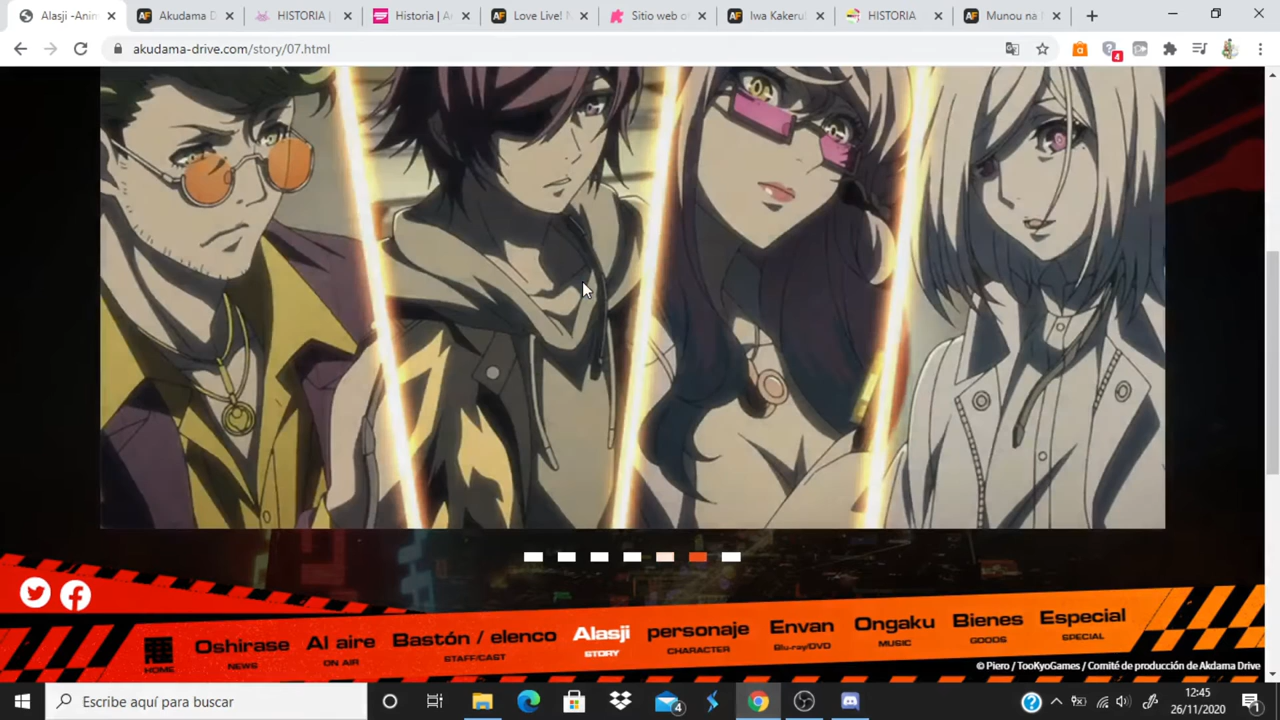 Alasji -Anim
Akudama D
HISTORIA |
Historia | A
Love Live! N
Sitio web o
Iwa Kakeru
HISTORIA
Munou na
akudama-drive.com/story/07.html
4
Oshirase
NEWS
Al aire
ON AIR
Bastón / elenco
STAFF/CAST
Alasji
STORY
personaje
CHARACTER
Envan
Blu-ray/DVD
Ongaku
MUSIC
Bienes
GOODS
Especial
SPECIAL
HOME
© Piero / TooKyoGames / Comité de producción de Akdama Drive
Escribe aquí para buscar
4
12:45
26/11/2020
1